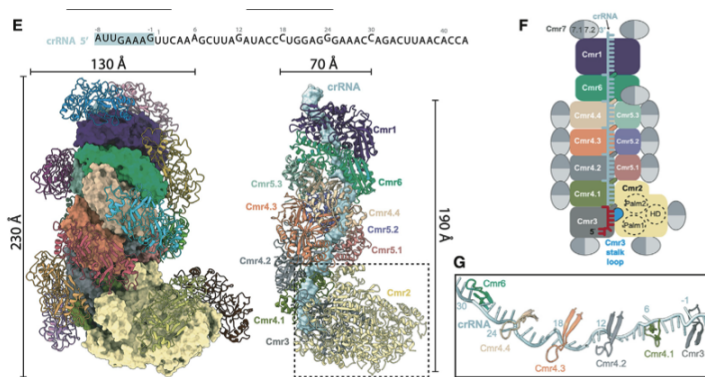 E
-8 -1 6 12 18 24 30 40
crRNA 5' AUUGAAAGUUCAAAGCUUAGAUACCCUGGAGGGAAACCAGACUUAACACCA
130 Å
70 Å
crRNA
Cmr1
Cmr6
Cmr5.3
Cmr4.3
Cmr4.4
Cmr5.2
Cmr5.1
Cmr4.2
Cmr2
Cmr4.1
Cmr3
230 Å
190 Å
F
crRNA
3'
Cmr7
7.1 7.2
Cmr1
Cmr6
Cmr4.4
Cmr5.3
Cmr4.3
Cmr5.2
Cmr4.2
Cmr5.1
Cmr4.1
Cmr2
Palm2
HD
Cmr3
Palm1
5'
Cmr3
stalk
loop
G
Cmr6
30
crRNA
24
Cmr4.4
18
Cmr4.3
12
Cmr4.2
6
Cmr4.1
-1
Cmr3